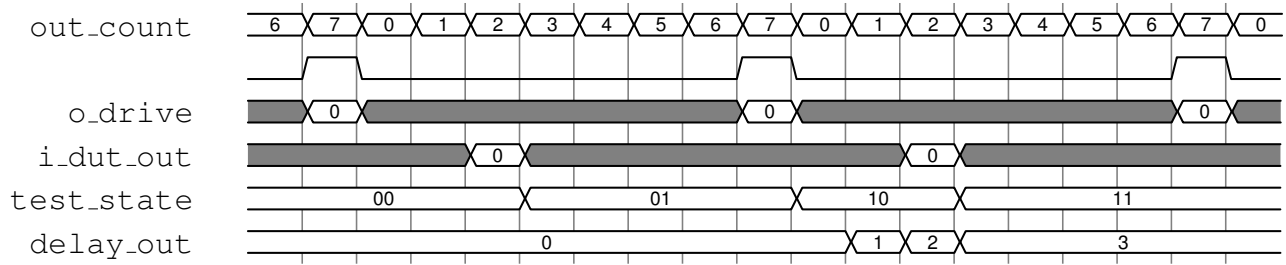 out_count 6 7 0 1 2 3 4 5 6 7 0 1 2 3 4 5 6 7 0
o_drive 0 0 0
i_dut_out 0 0
test_state 00 01 10 11
delay_out 0 1 2 3